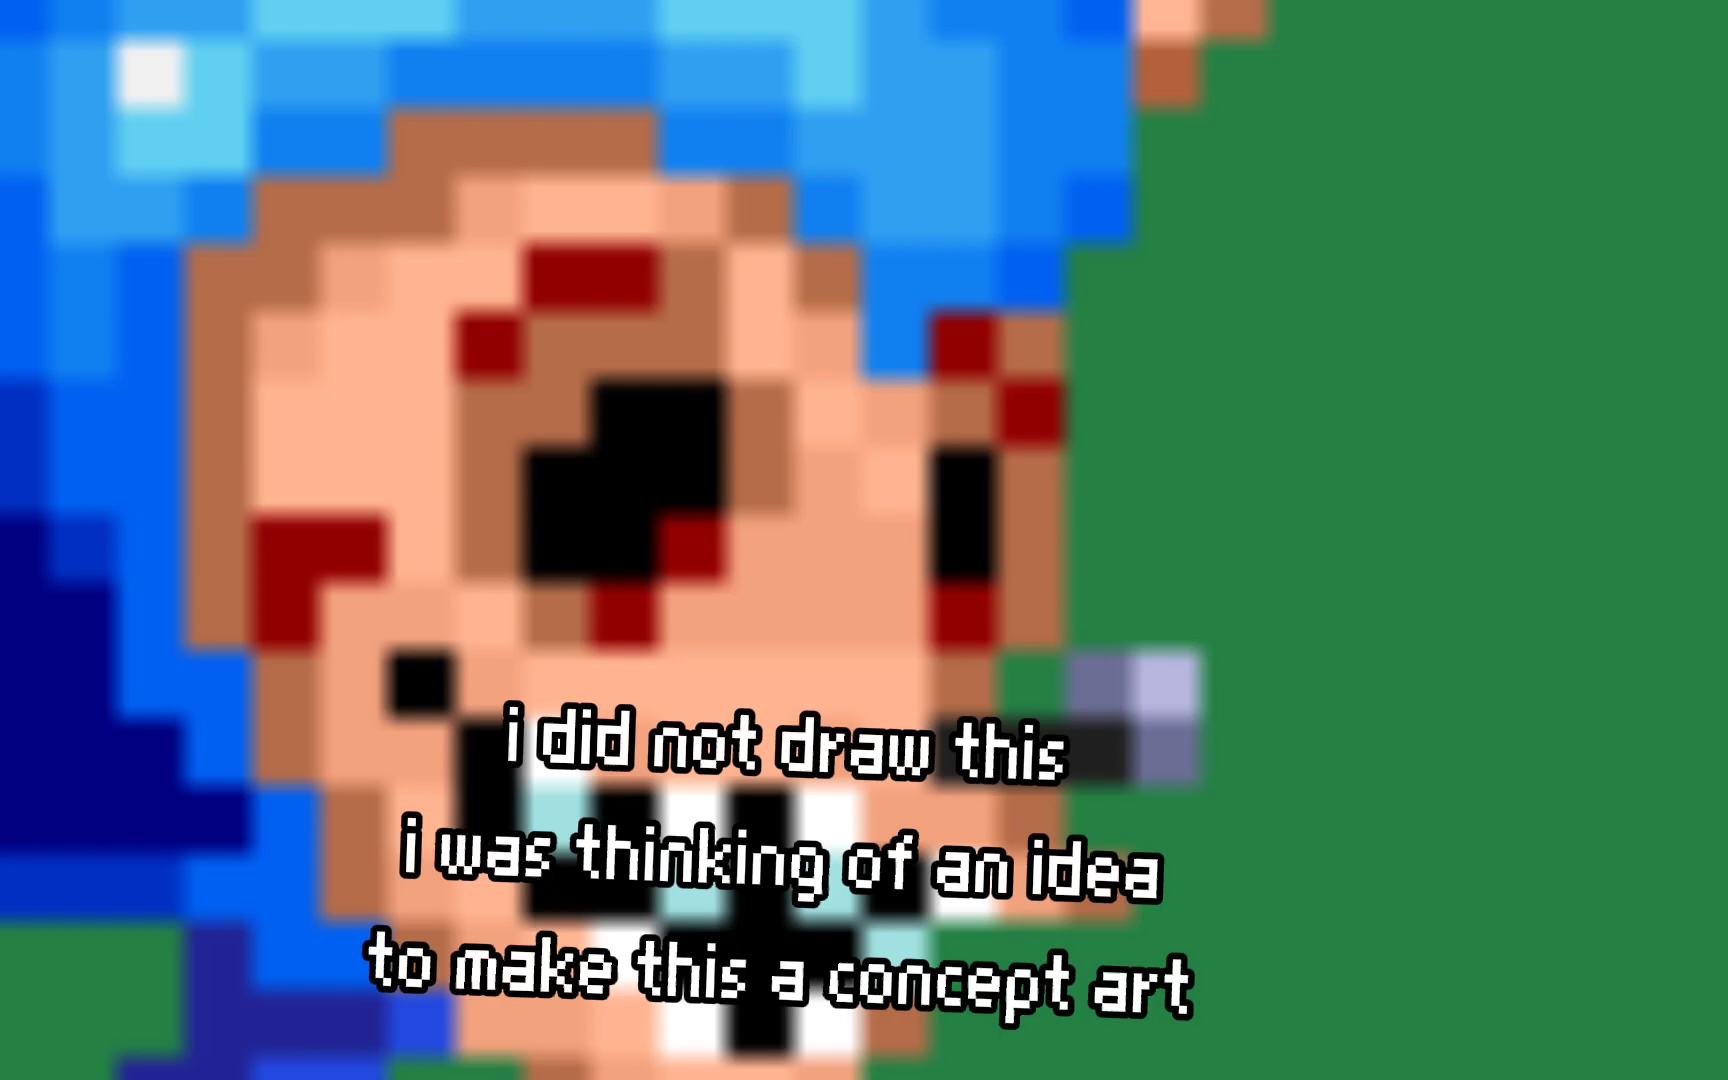 i did not draw this
i was thinking of an idea
to make this a concept art